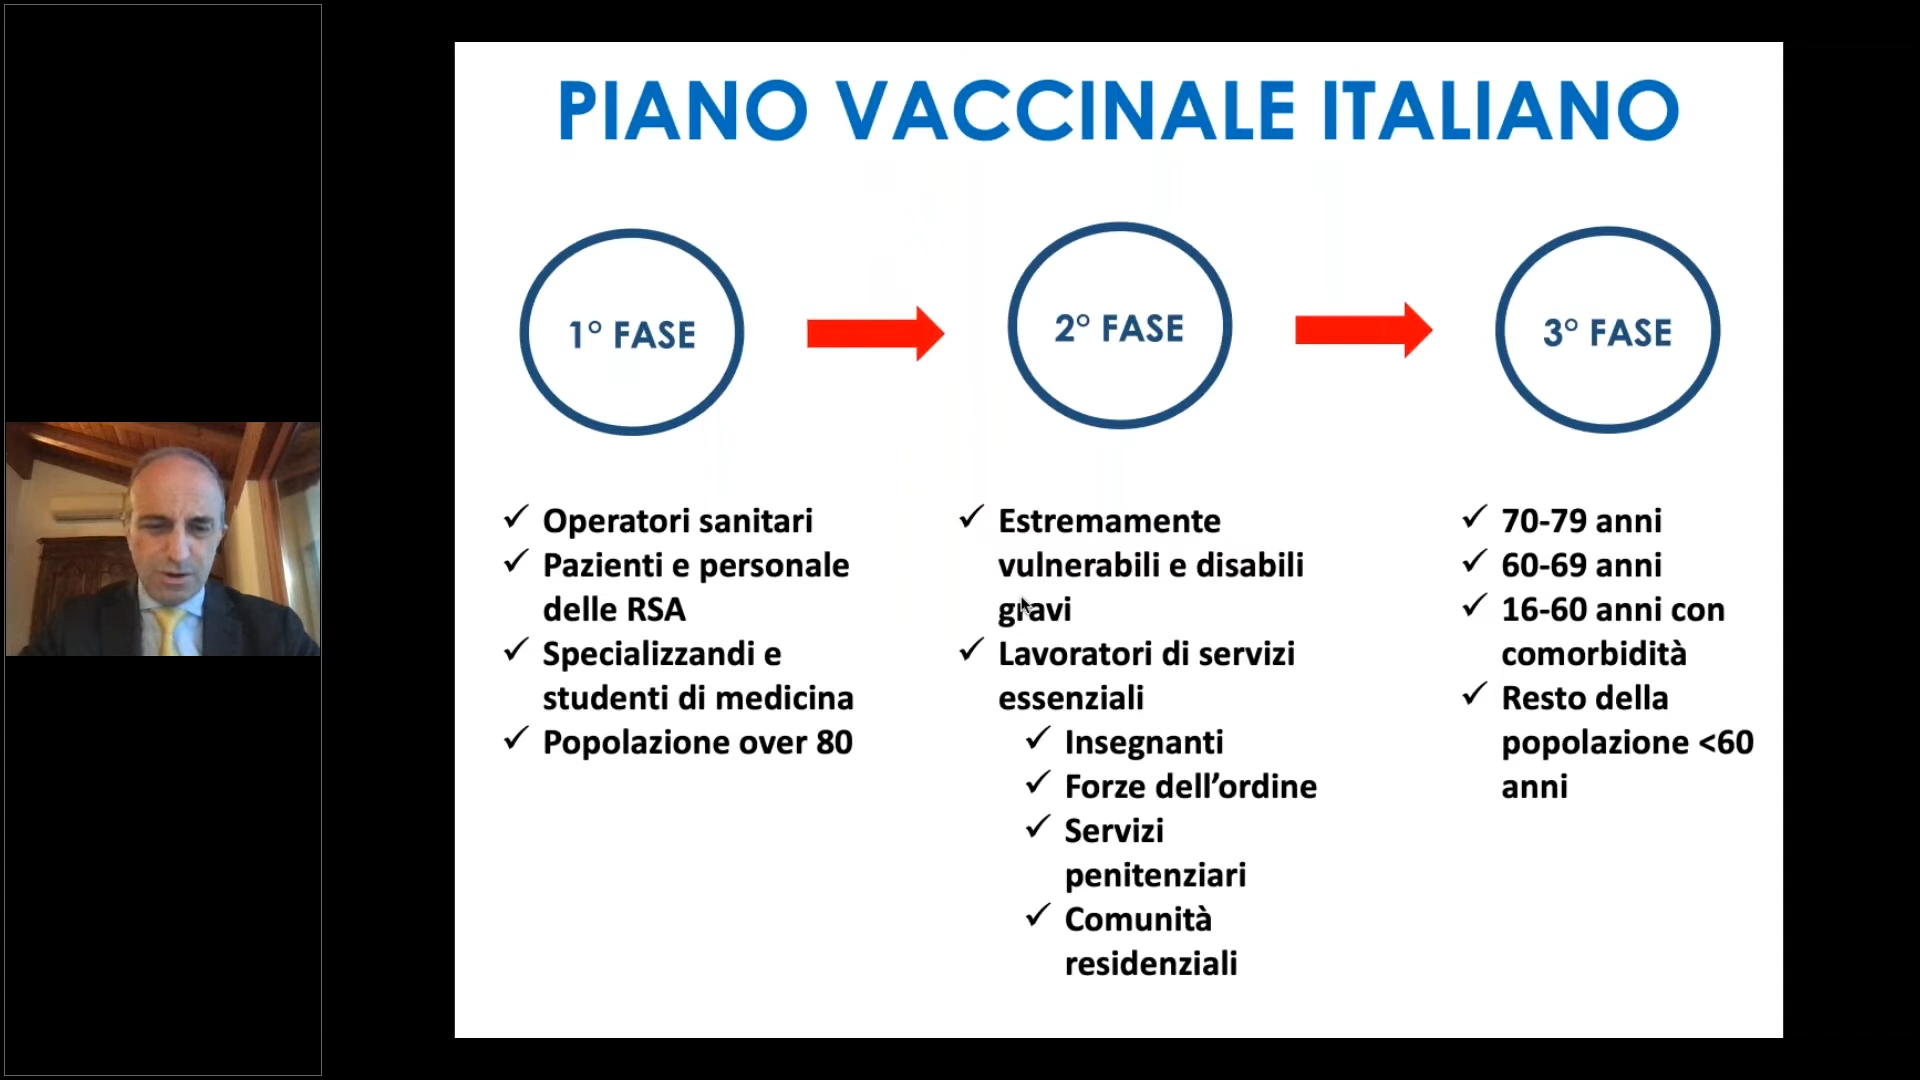 PIANO VACCINALE ITALIANO
1° FASE
2° FASE
3° FASE
✓ Operatori sanitari
✓ Pazienti e personale
delle RSA
✓ Specializzandi e
studenti di medicina
✓ Popolazione over 80
✓ Estremamente
vulnerabili e disabili
gravi
✓ Lavoratori di servizi
essenziali
✓ Insegnanti
✓ Forze dell’ordine
✓ Servizi
penitenziari
✓ Comunità
residenziali
✓ 70-79 anni
✓ 60-69 anni
✓ 16-60 anni con
comorbidità
✓ Resto della
popolazione <60
anni